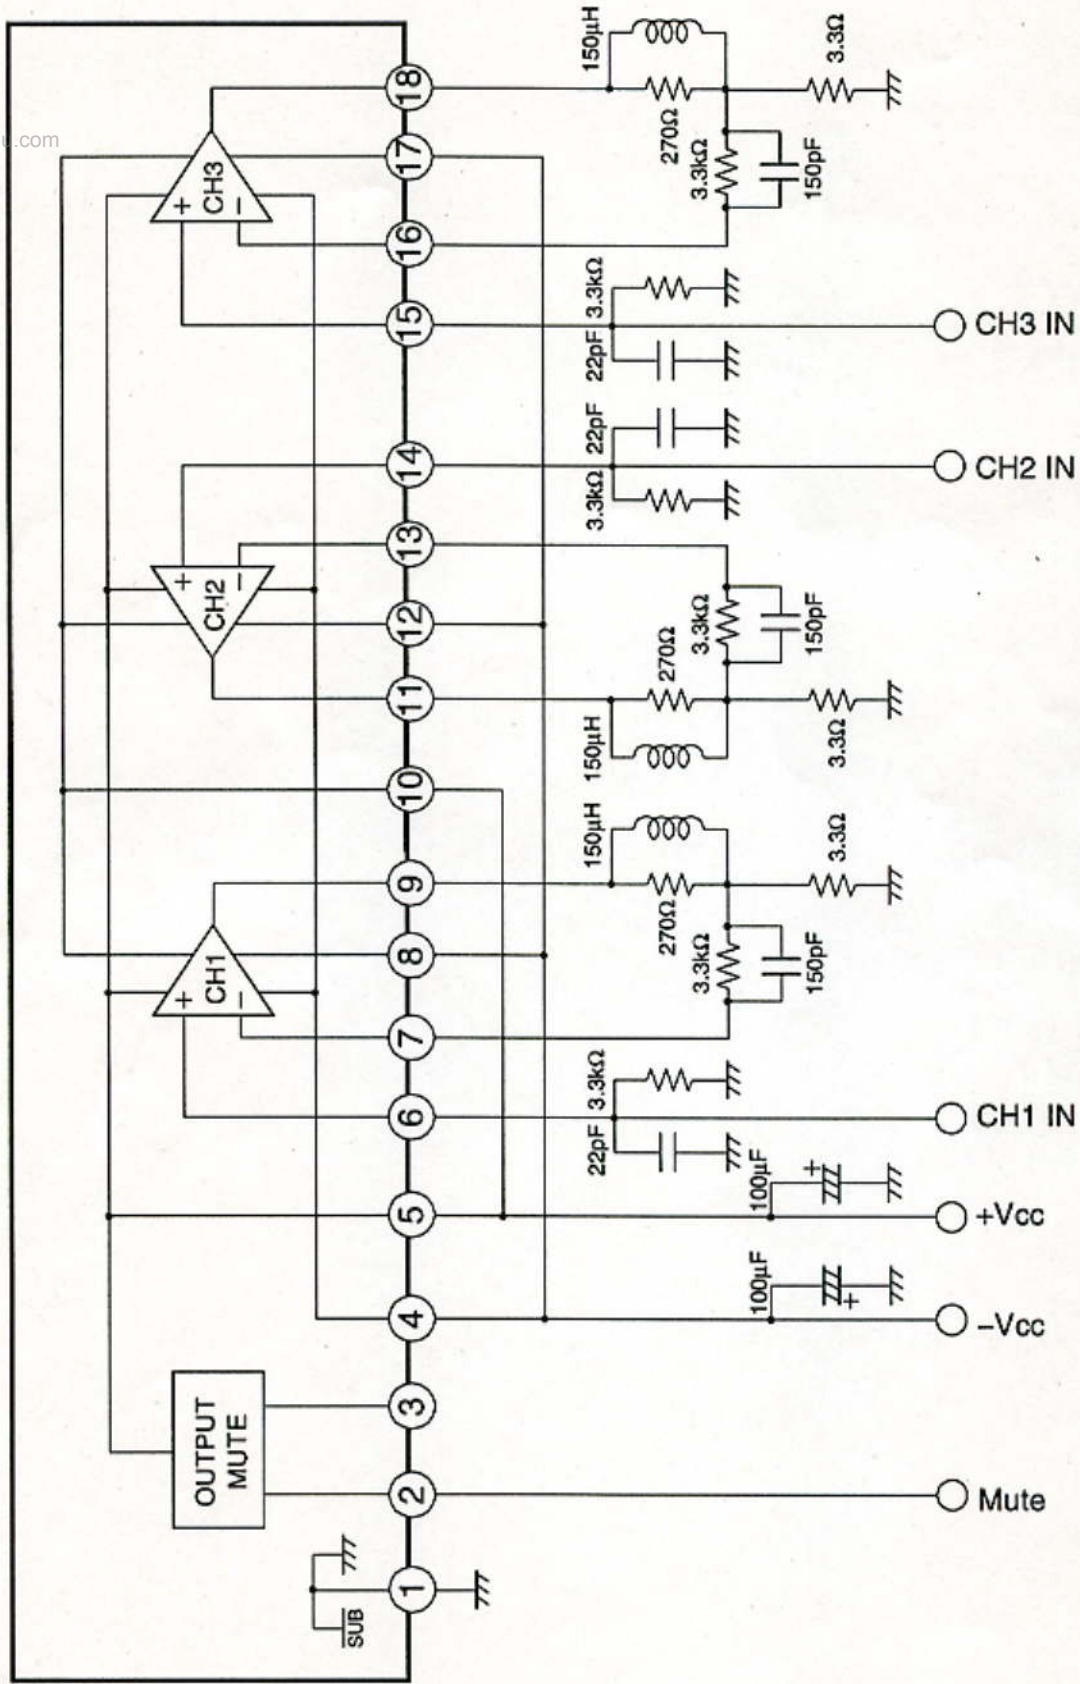 150μH
3.3Ω
18
270Ω
3.3kΩ
150pF
u.com
17
CH3
+
−
16
3.3kΩ
15
CH3 IN
22pF
22pF
14
CH2 IN
3.3kΩ
13
+
−
CH2
12
3.3kΩ
150pF
270Ω
11
150μH
3.3Ω
10
150μH
3.3Ω
9
270Ω
3.3kΩ
150pF
8
CH1
+
−
7
3.3kΩ
6
CH1 IN
22pF
100μF
+
5
+Vcc
100μF
+
4
−Vcc
3
OUTPUT
MUTE
2
Mute
1
SUB